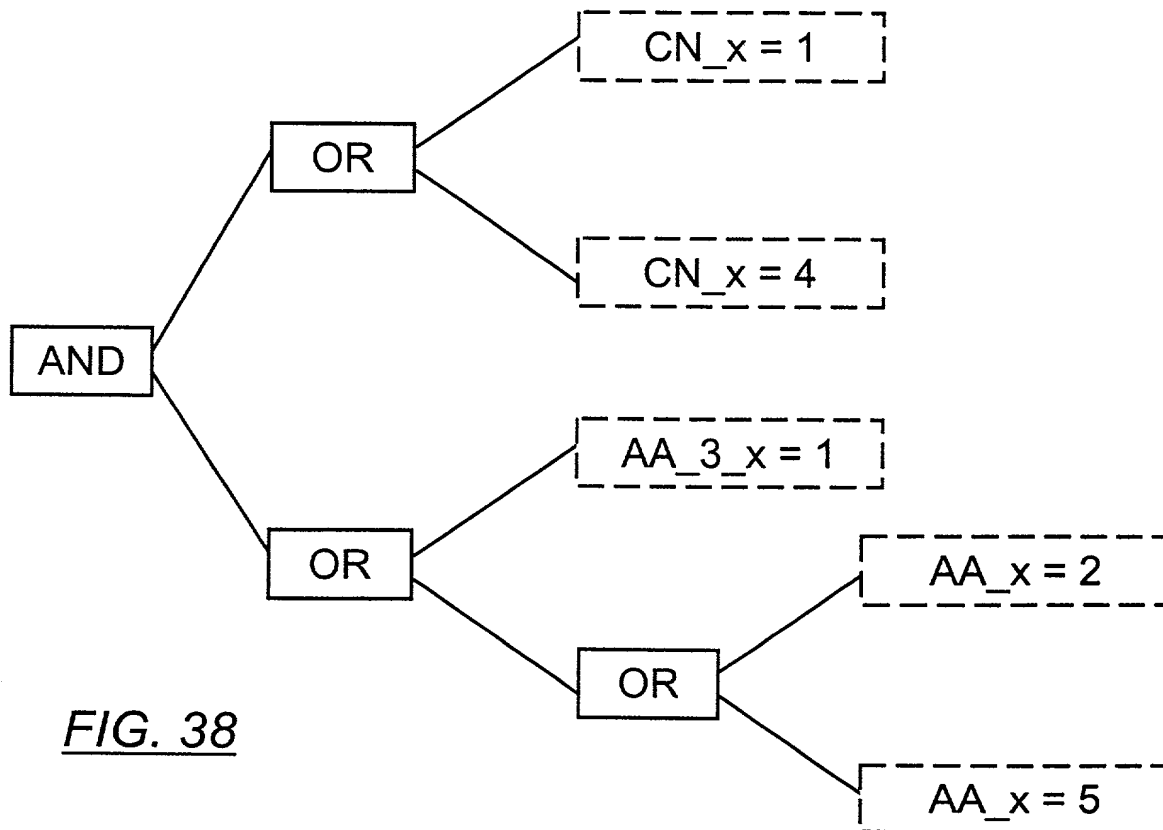 CN_x = 1
OR
CN_x = 4
AND
AA_3_x = 1
OR
AA_x = 2
OR
AA_x = 5
FIG. 38